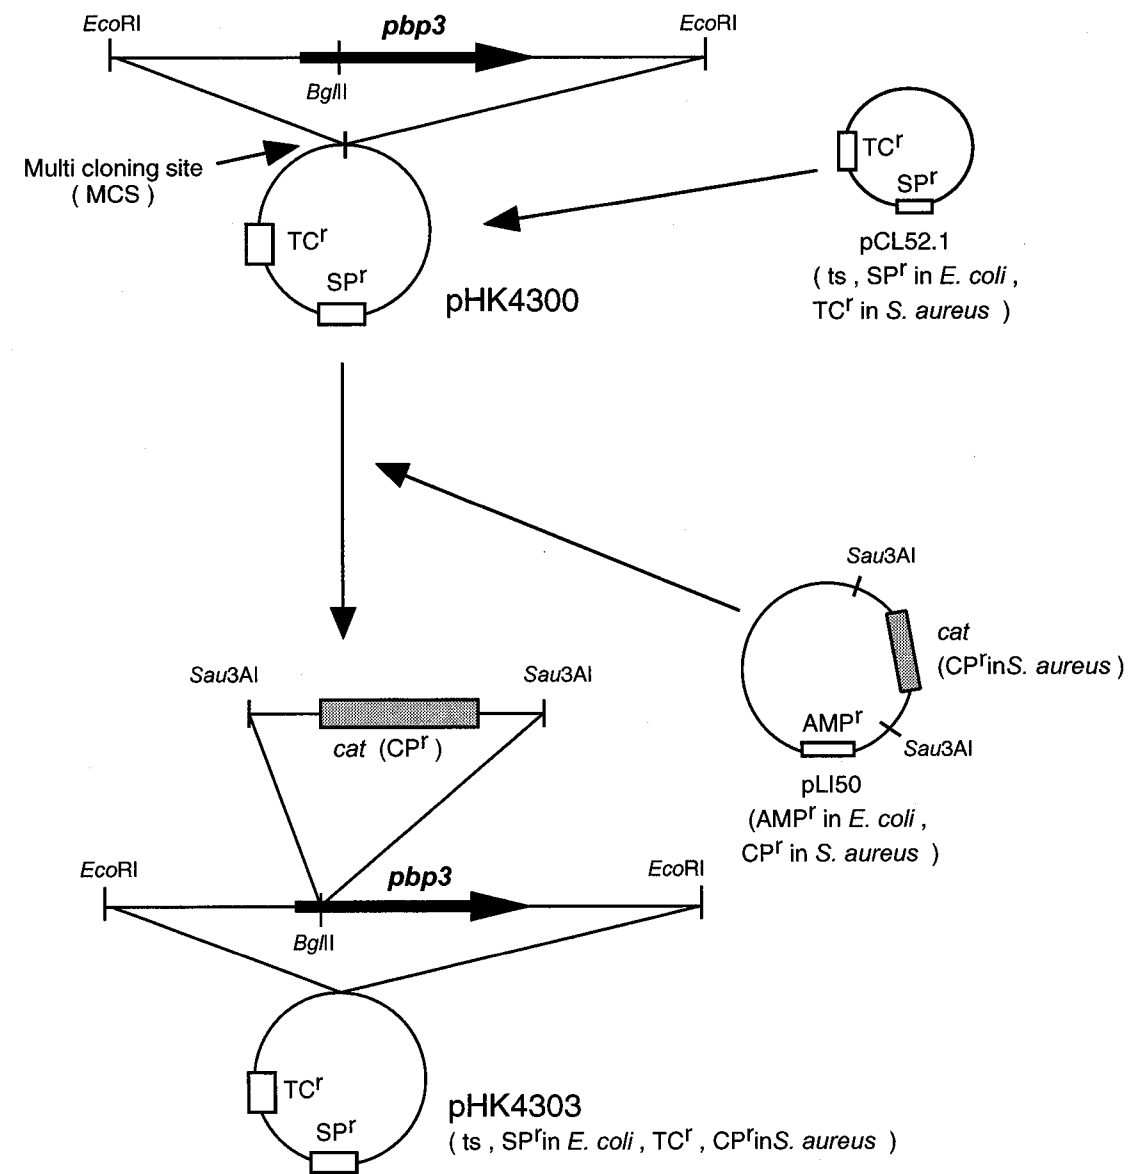 EcoRI
pbp3
EcoRI
BglII
Multi cloning site
( MCS )
TCr
SPr
pHK4300
TCr
SPr
pCL52.1
( ts , SPr in E. coli ,
TCr in S. aureus )
Sau3AI
cat
(CPrinS. aureus )
AMPr
Sau3AI
pLI50
(AMPr in E. coli ,
CPr in S. aureus )
Sau3AI
Sau3AI
cat (CPr )
EcoRI
pbp3
EcoRI
BglII
TCr
SPr
pHK4303
( ts , SPrin E. coli , TCr , CPrinS. aureus )